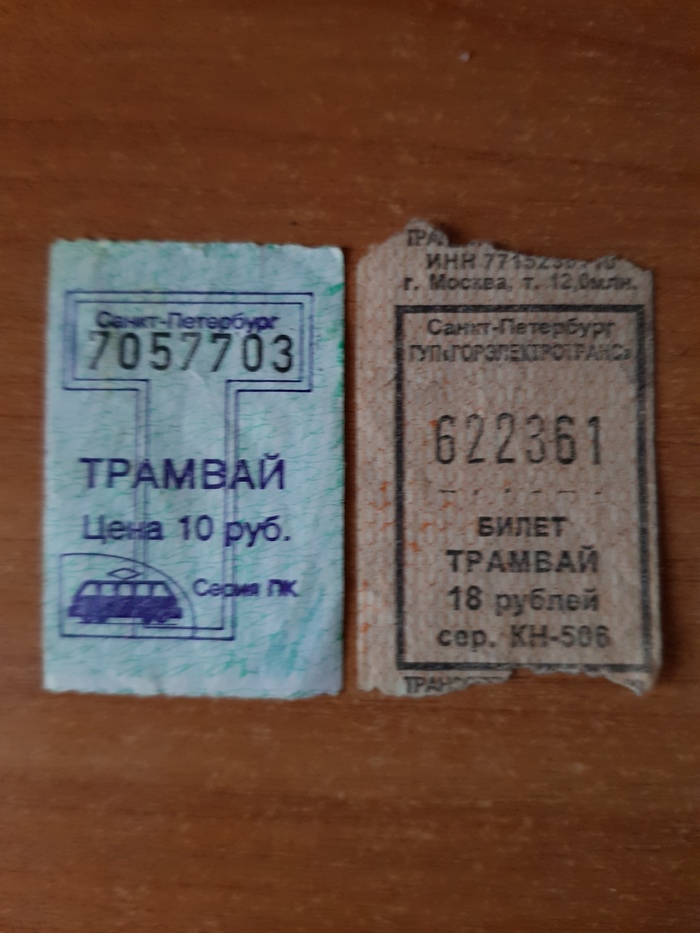 Санкт-Петербург
7057703
ТРАМВАЙ
Цена 10 руб.
Серия ПК
ИНН
г. Москва, т. 12,0млн.
Санкт-Петербург
ГУП«ГОРЭЛЕКТРОТРАНС»
622361
БИЛЕТ
ТРАМВАЙ
18 рублей
сер. КН-506